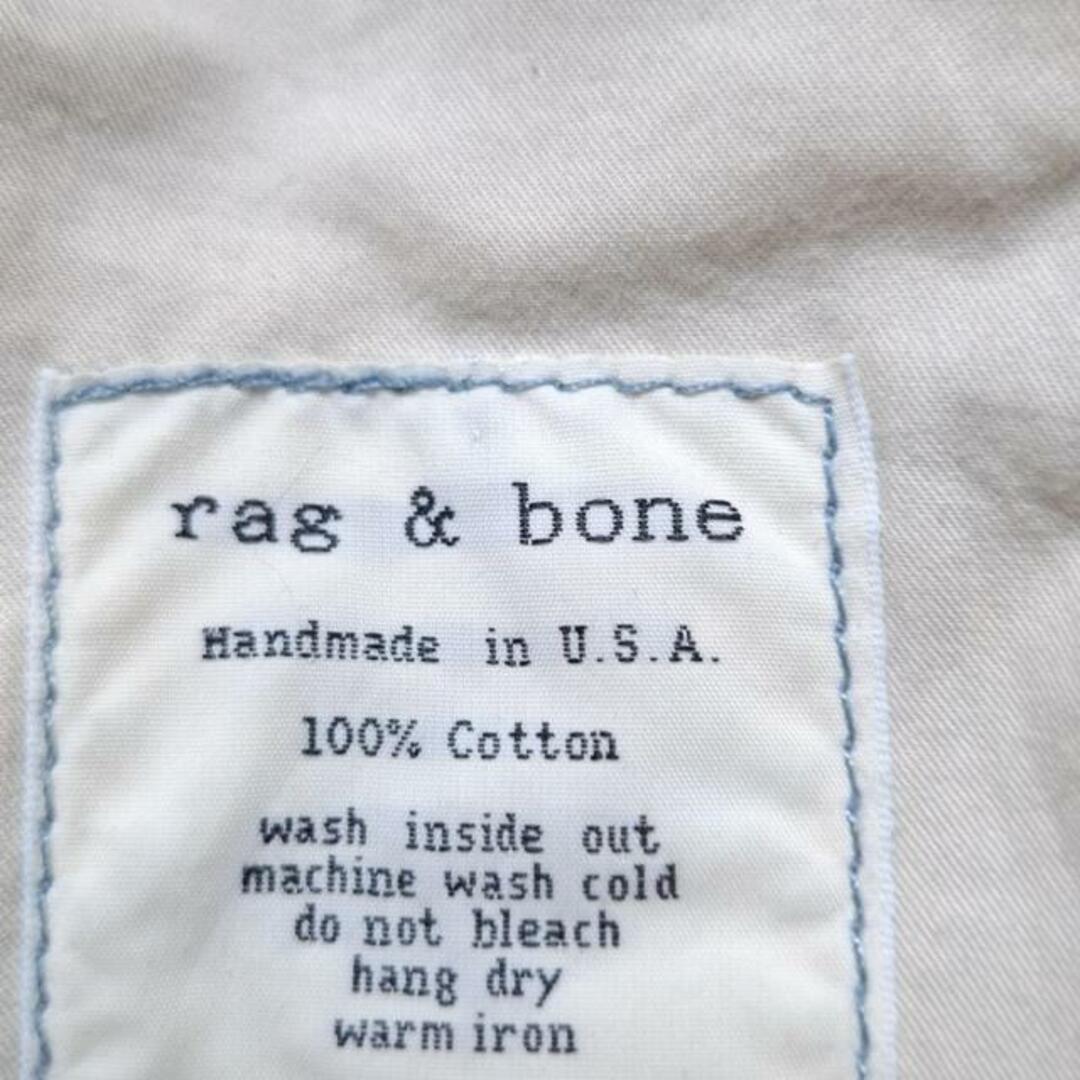 rag & bone
Handmade in U.S.A.
100% Cotton
wash inside out
machine wash cold
do not bleach
hang dry
warm iron